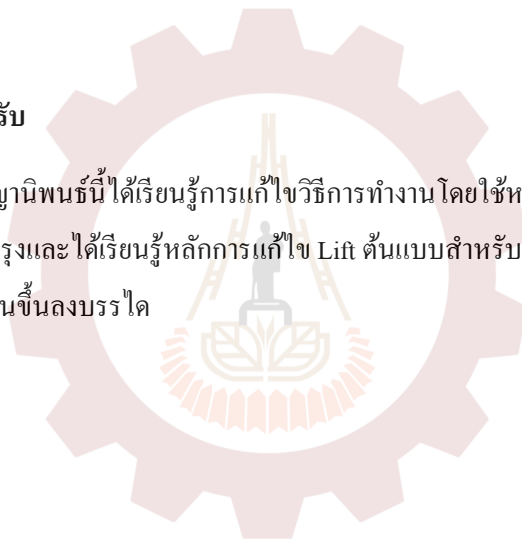 รับ
ญานิพนธ์นี้ได้เรียนรู้การแก้ไขวิธีการทำงานโดยใช้ห
รุงและได้เรียนรู้หลักการแก้ไข Lift ต้นแบบสำหรับ
นขึ้นลงบรรได